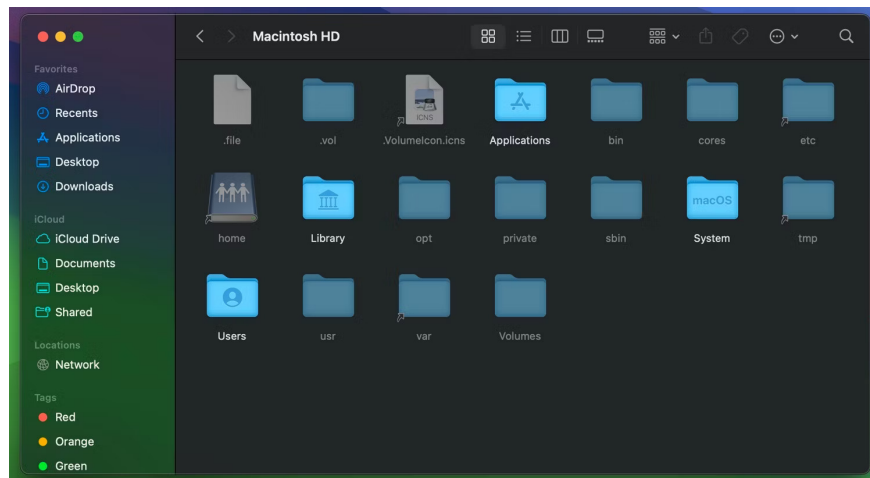 Macintosh HD
Favorites
AirDrop
Recents
Applications
Desktop
Downloads
iCloud
iCloud Drive
Documents
Desktop
Shared
Locations
Network
Tags
Red
Orange
Green
ICNS
.file
.vol
.VolumeIcon.icns
Applications
bin
cores
etc
macOS
home
Library
opt
private
sbin
System
tmp
Users
usr
var
Volumes